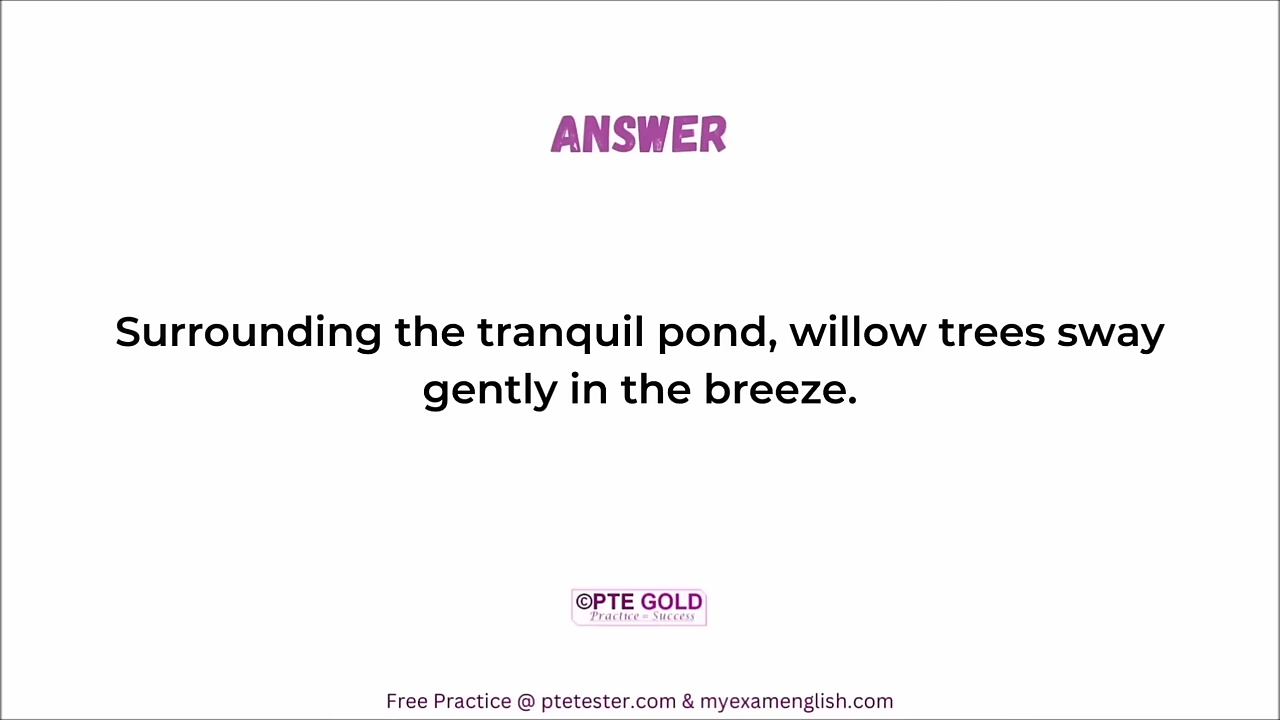 ANSWER
Surrounding the tranquil pond, willow trees sway
gently in the breeze.
©PTE GOLD
Practice = Success
Free Practice @ ptetester.com & myexamenglish.com